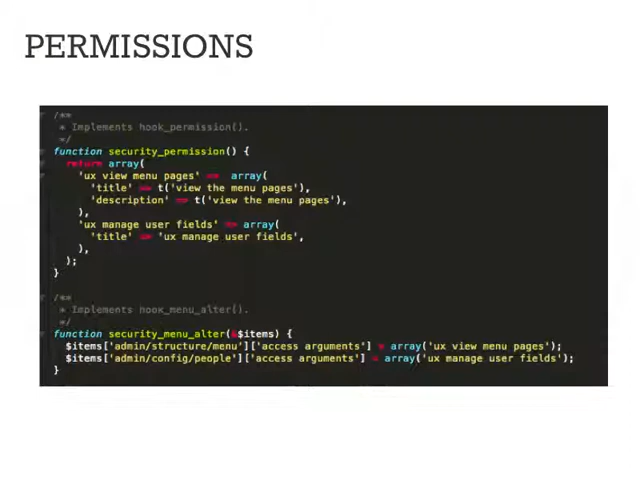 PERMISSIONS
/**
* Implements hook_permission().
*/
function security_permission() {
return array(
'ux view menu pages' => array(
'title' => t('view the menu pages'),
'description' => t('view the menu pages'),
),
'ux manage user fields' => array(
'title' => 'ux manage user fields',
),
);
}
/**
* Implements hook_menu_alter().
*/
function security_menu_alter(&$items) {
$items['admin/structure/menu']['access arguments'] = array('ux view menu pages');
$items['admin/config/people']['access arguments'] = array('ux manage user fields');
}